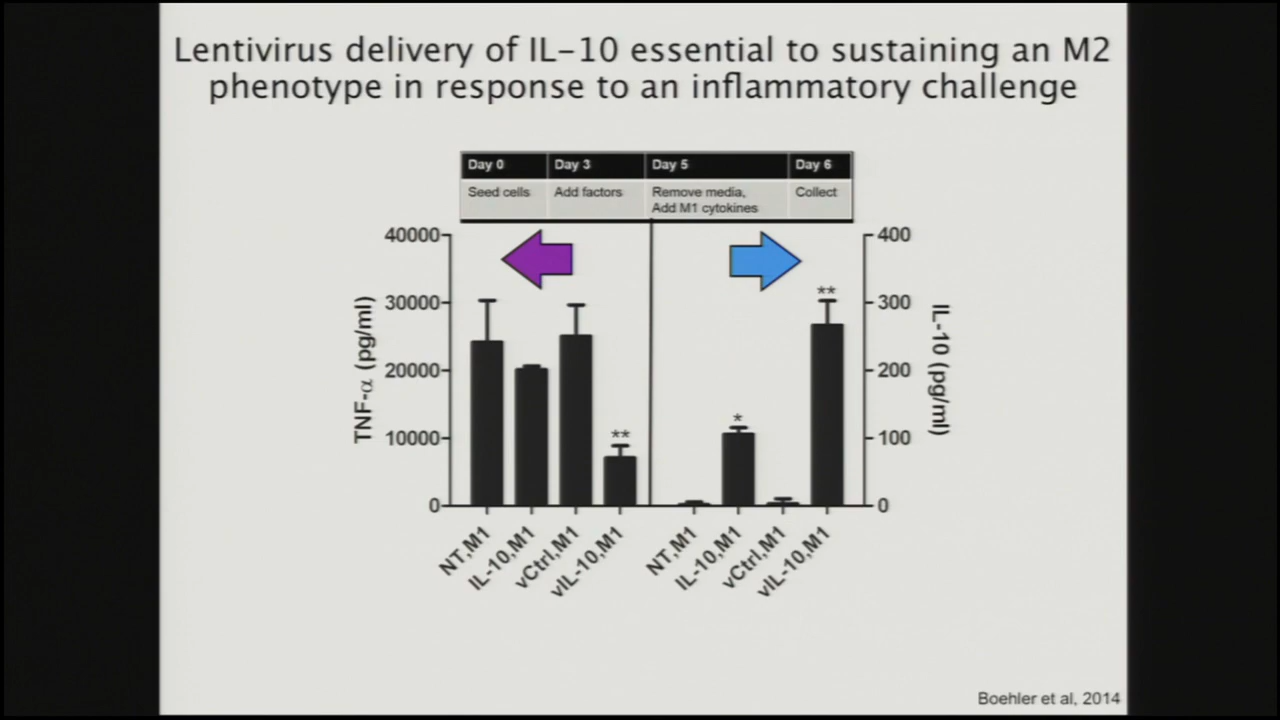 Lentivirus delivery of IL-10 essential to sustaining an M2
phenotype in response to an inflammatory challenge
Day 0 Day 3 Day 5 Day 6
Seed cells Add factors Remove media, Collect
Add M1 cytokines
40000
30000
20000
10000
0
TNF-α (pg/ml)
**
* 
**
400
300
200
100
0
IL-10 (pg/ml)
NT,M1
IL-10,M1
vCtrl,M1
vIL-10,M1
NT,M1
IL-10,M1
vCtrl,M1
vIL-10,M1
Boehler et al, 2014